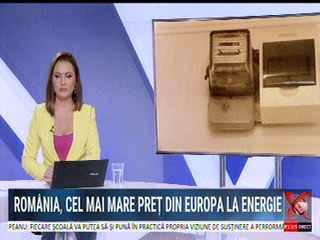 ROMÂNIA, CEL MAI MARE PREȚ DIN EUROPA LA ENERGIE
PLUS DIRECT
PEANU: FIECARE ȘCOALĂ VA PUTEA SĂ-ȘI PUNĂ ÎN PRACTICĂ PROPRIA VIZIUNE DE SUSȚINERE A PERFORMA